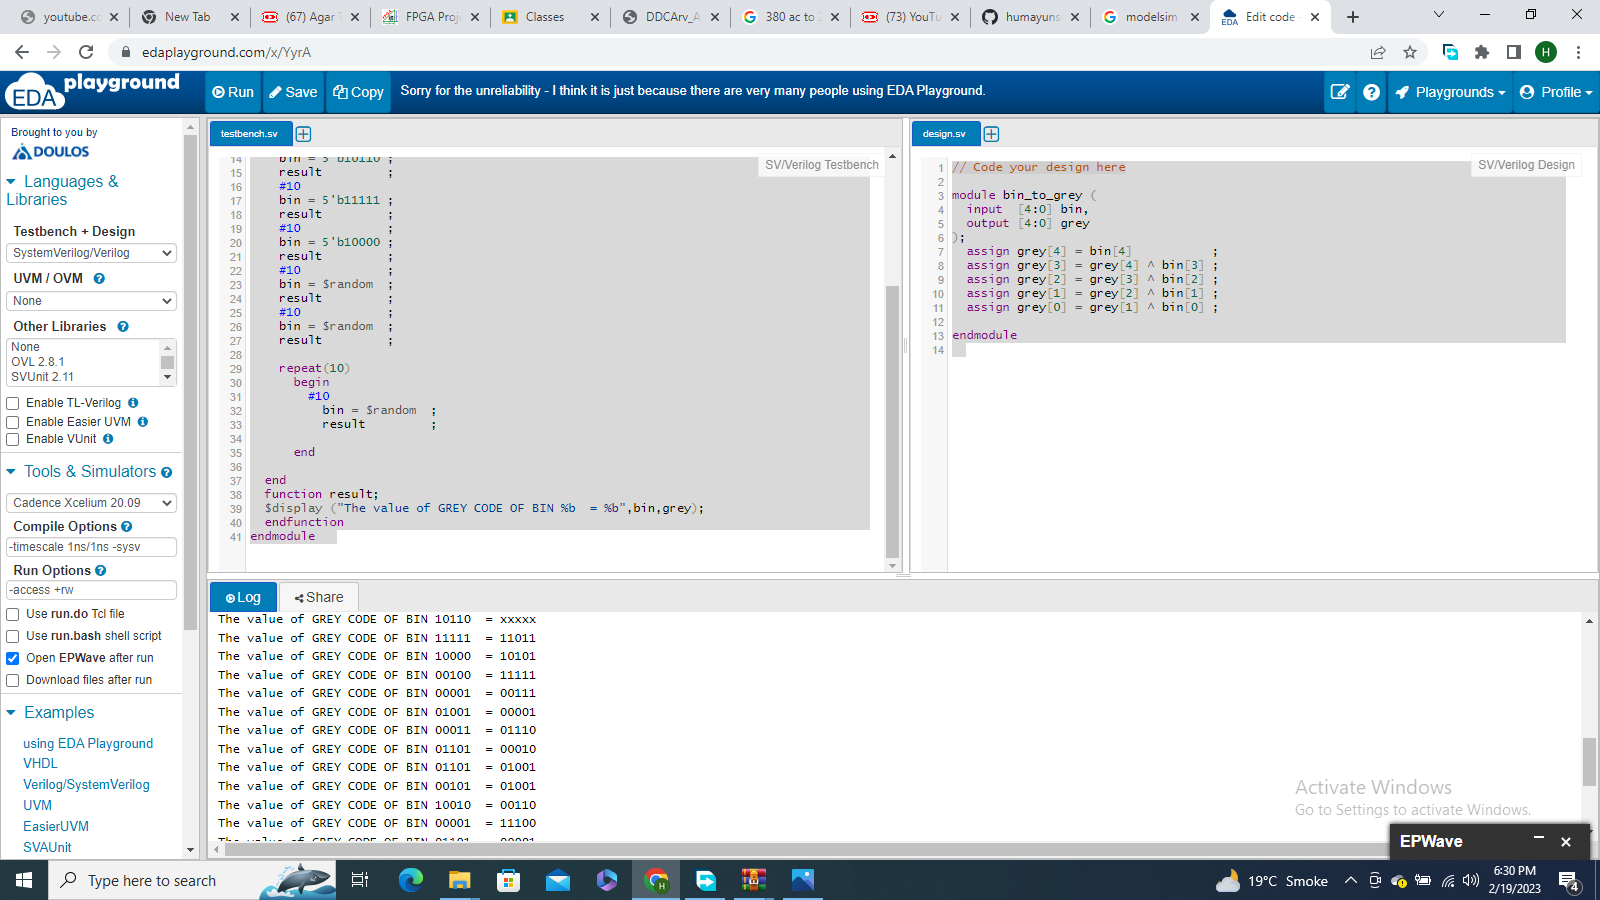 youtube.cc
New Tab
(67) Agar T
FPGA Proj
Classes
DDCArv_A
380 ac to 2
(73) YouTu
humayuns
modelsim
Edit code
edaplayground.com/x/YyrA
H
EDA playground
Run
Save
Copy
Sorry for the unreliability - I think it is just because there are very many people using EDA Playground.
Playgrounds
Profile
Brought to you by
DOULOS
Languages &
Libraries
Testbench + Design
SystemVerilog/Verilog
UVM / OVM
None
Other Libraries
None
OVL 2.8.1
SVUnit 2.11
Enable TL-Verilog
Enable Easier UVM
Enable VUnit
Tools & Simulators
Cadence Xcelium 20.09
Compile Options
-timescale 1ns/1ns -sysv
Run Options
-access +rw
Use run.do Tcl file
Use run.bash shell script
Open EPWave after run
Download files after run
Examples
using EDA Playground
VHDL
Verilog/SystemVerilog
UVM
EasierUVM
SVAUnit
testbench.sv
SV/Verilog Testbench
14 bin = 5'b10110 ;
15 result ;
16 #10 ;
17 bin = 5'b11111 ;
18 result ;
19 #10 ;
20 bin = 5'b10000 ;
21 result ;
22 #10 ;
23 bin = $random ;
24 result ;
25 #10 ;
26 bin = $random ;
27 result ;
28
29 repeat(10)
30 begin
31 #10
32 bin = $random ;
33 result ;
34
35 end
36
37 end
38 function result;
39 $display ("The value of GREY CODE OF BIN %b = %b",bin,grey);
40 endfunction
41 endmodule
design.sv
SV/Verilog Design
1 // Code your design here
2
3 module bin_to_grey (
4 input [4:0] bin,
5 output [4:0] grey
6 );
7 assign grey[4] = bin[4] ;
8 assign grey[3] = grey[4] ^ bin[3] ;
9 assign grey[2] = grey[3] ^ bin[2] ;
10 assign grey[1] = grey[2] ^ bin[1] ;
11 assign grey[0] = grey[1] ^ bin[0] ;
12
13 endmodule
14
Log
Share
The value of GREY CODE OF BIN 10110 = xxxxx
The value of GREY CODE OF BIN 11111 = 11011
The value of GREY CODE OF BIN 10000 = 10101
The value of GREY CODE OF BIN 00100 = 11111
The value of GREY CODE OF BIN 00001 = 00111
The value of GREY CODE OF BIN 01001 = 00001
The value of GREY CODE OF BIN 00011 = 01110
The value of GREY CODE OF BIN 01101 = 00010
The value of GREY CODE OF BIN 01101 = 01001
The value of GREY CODE OF BIN 00101 = 01001
The value of GREY CODE OF BIN 10010 = 00110
The value of GREY CODE OF BIN 00001 = 11100
The value of GREY CODE OF BIN 01101 = 00001
Activate Windows
Go to Settings to activate Windows.
EPWave
Type here to search
19°C Smoke
6:30 PM
2/19/2023
4